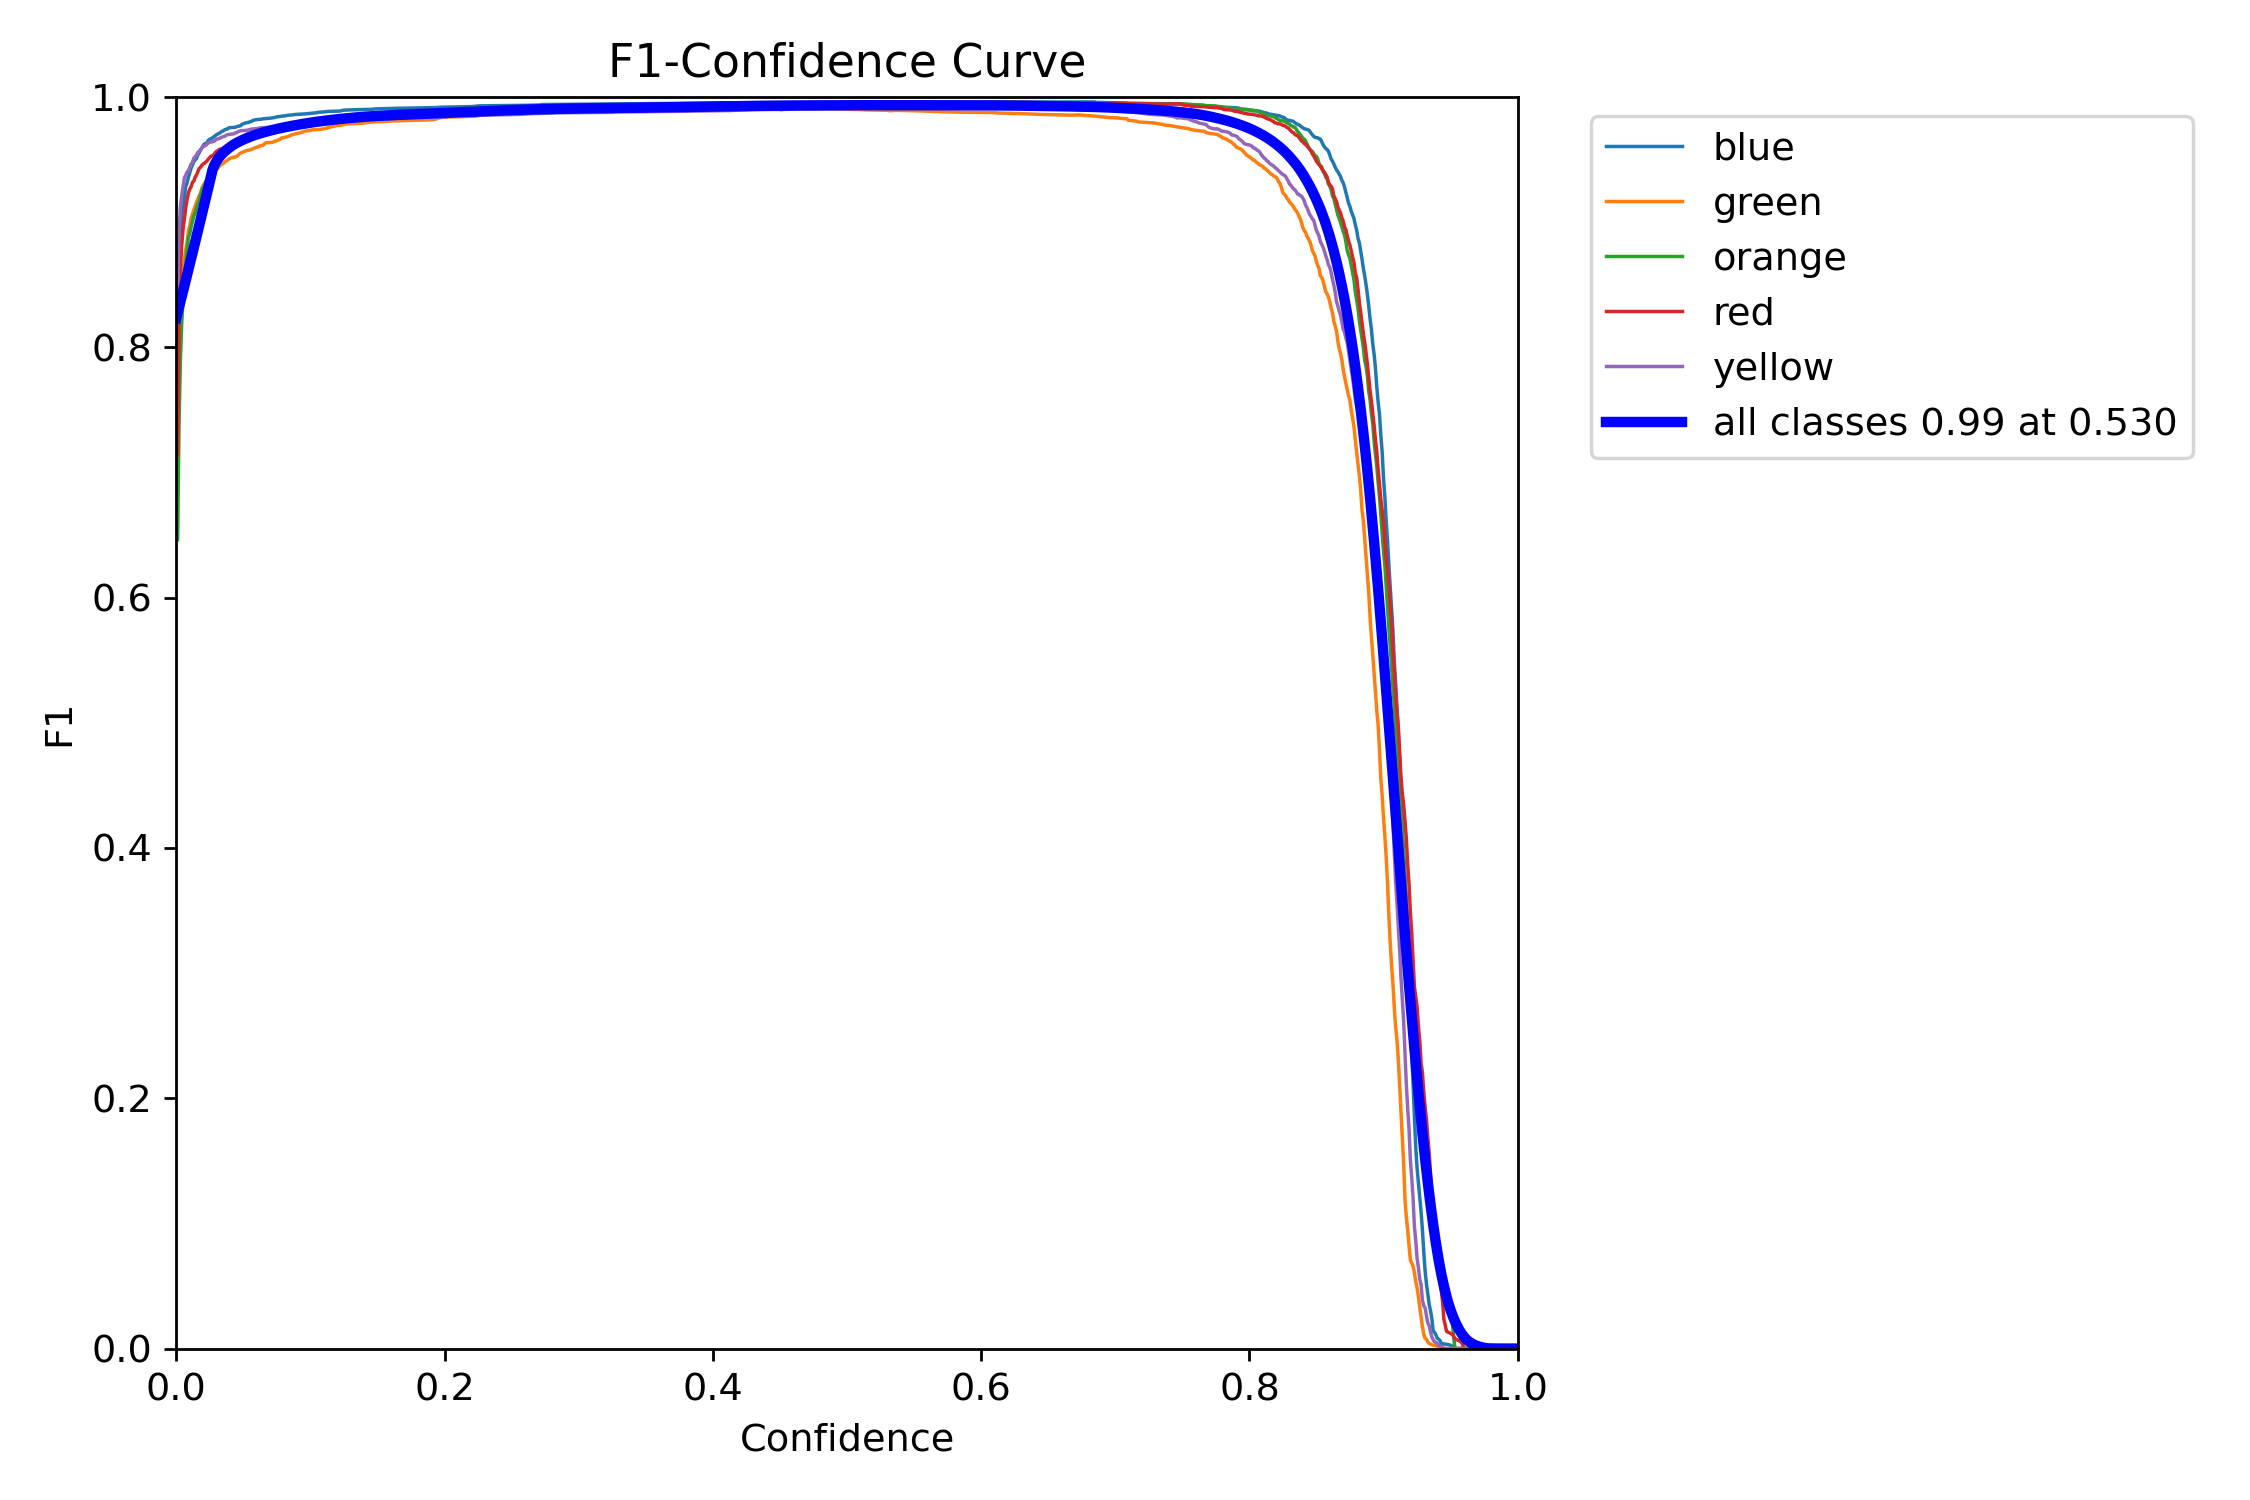 F1-Confidence Curve
1.0
0.8
0.6
0.4
0.2
0.0
F1
0.0 0.2 0.4 0.6 0.8 1.0
Confidence
blue
green
orange
red
yellow
all classes 0.99 at 0.530